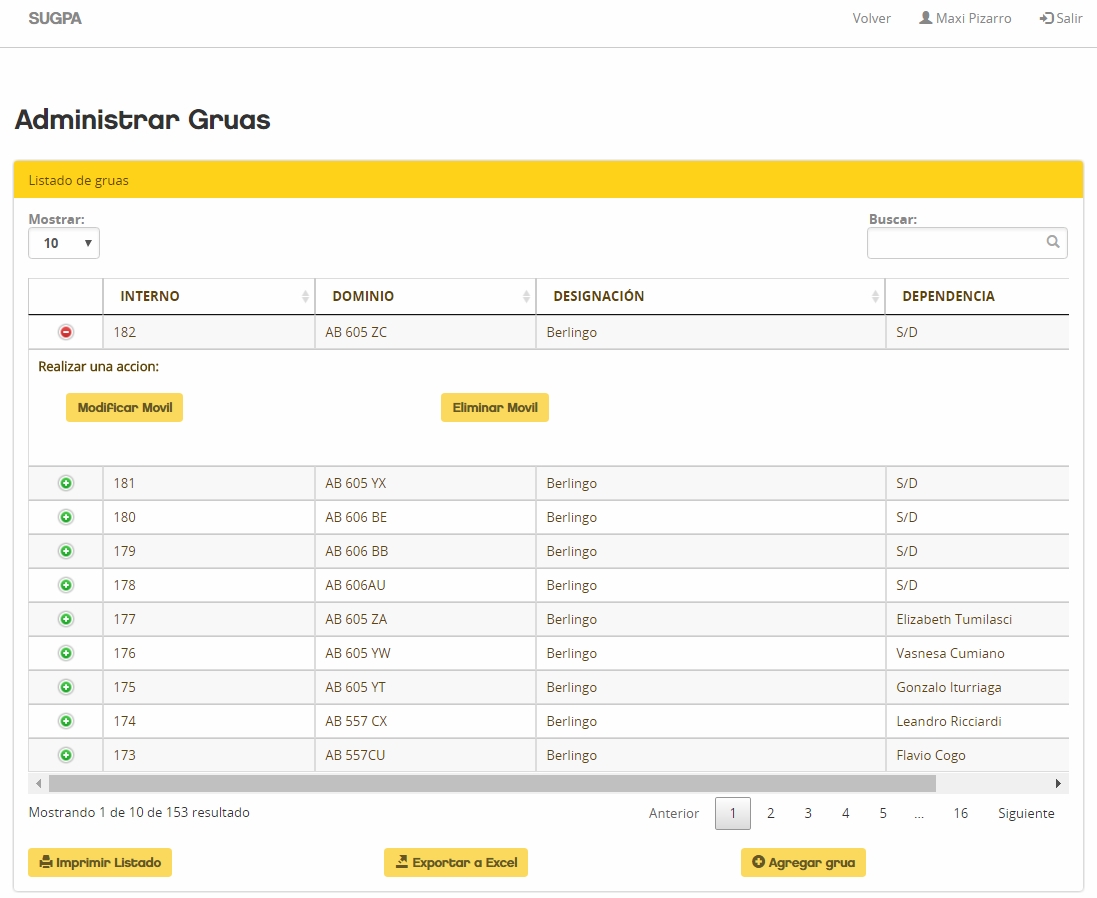 SUGPA
Volver Maxi Pizarro Salir
Administrar Gruas
Listado de gruas
Mostrar: Buscar:
10
INTERNO DOMINIO DESIGNACIÓN DEPENDENCIA
182 AB 605 ZC Berlingo S/D
Realizar una accion:
Modificar Movil Eliminar Movil
181 AB 605 YX Berlingo S/D
180 AB 606 BE Berlingo S/D
179 AB 606 BB Berlingo S/D
178 AB 606AU Berlingo S/D
177 AB 605 ZA Berlingo Elizabeth Tumilasci
176 AB 605 YW Berlingo Vasnesa Cumiano
175 AB 605 YT Berlingo Gonzalo Iturriaga
174 AB 557 CX Berlingo Leandro Ricciardi
173 AB 557CU Berlingo Flavio Cogo
Mostrando 1 de 10 de 153 resultado Anterior 1 2 3 4 5 ... 16 Siguiente
Imprimir Listado Exportar a Excel Agregar grua